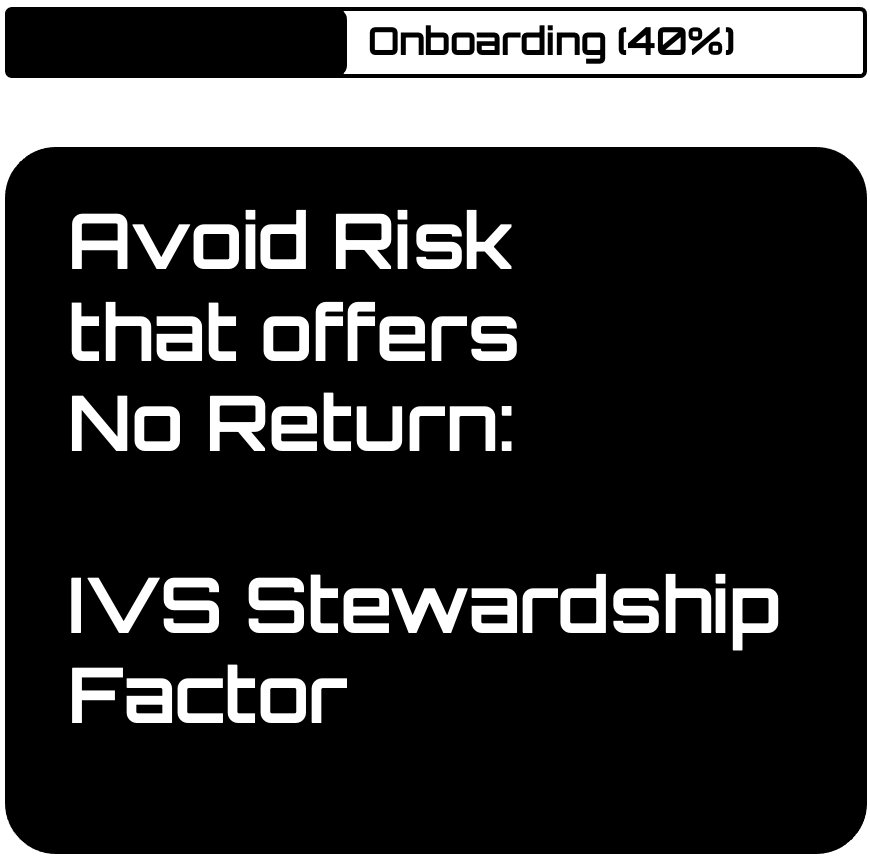 Onboarding (40%)
Avoid Risk
that offers
No Return:
IVS Stewardship
Factor